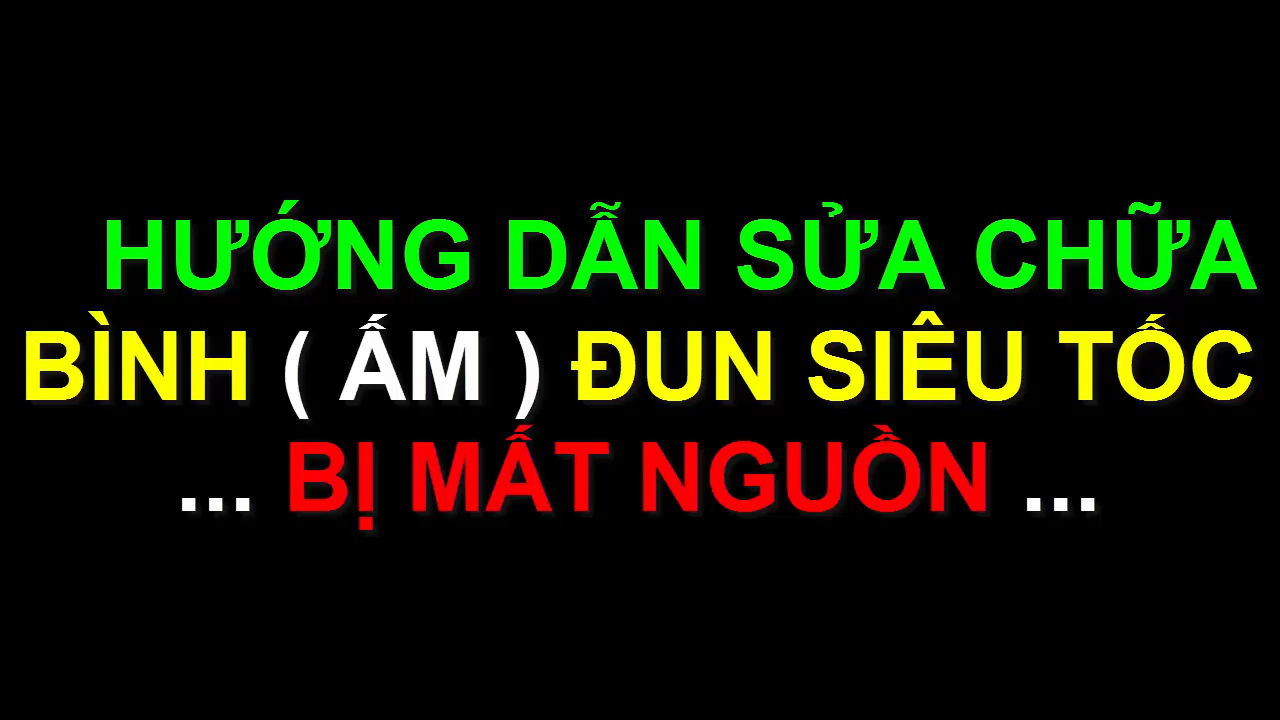 HƯỚNG DẪN SỬA CHỮA
BÌNH ( ẤM ) ĐUN SIÊU TỐC
... BỊ MẤT NGUỒN ...